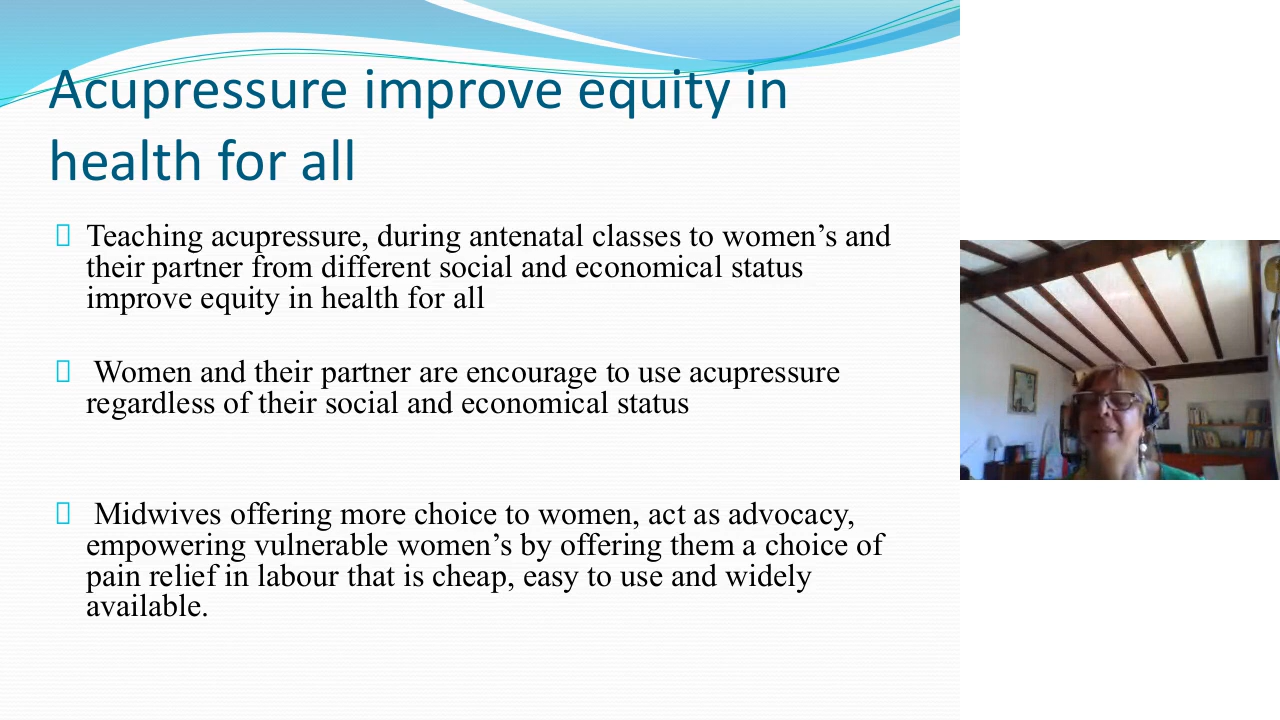 Acupressure improve equity in
health for all
Teaching acupressure, during antenatal classes to women’s and
their partner from different social and economical status
improve equity in health for all
Women and their partner are encourage to use acupressure
regardless of their social and economical status
Midwives offering more choice to women, act as advocacy,
empowering vulnerable women’s by offering them a choice of
pain relief in labour that is cheap, easy to use and widely
available.